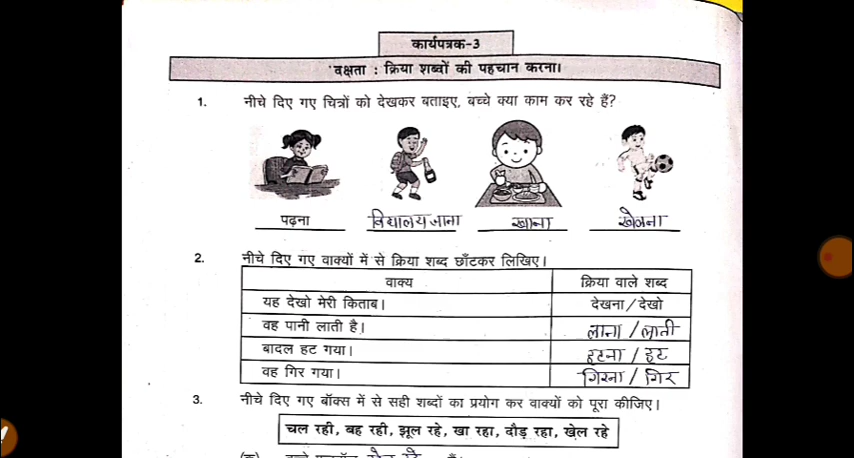 कार्यपत्रक-3
दक्षता : क्रिया शब्दों की पहचान करना।
1. नीचे दिए गए चित्रों को देखकर बताइए, बच्चे क्या काम कर रहे हैं?
पढ़ना विद्यालय जाना खाना खेलना
2. नीचे दिए गए वाक्यों में से क्रिया शब्द छाँटकर लिखिए।
वाक्य क्रिया वाले शब्द
यह देखो मेरी किताब। देखना/देखो
वह पानी लाती है। लाना/लाती
बादल हट गया। हटना/हट
वह गिर गया। गिरना/गिर
3. नीचे दिए गए बॉक्स में से सही शब्दों का प्रयोग कर वाक्यों को पूरा कीजिए।
चल रही, बह रही, झूल रहे, खा रहा, दौड़ रहा, खेल रहे